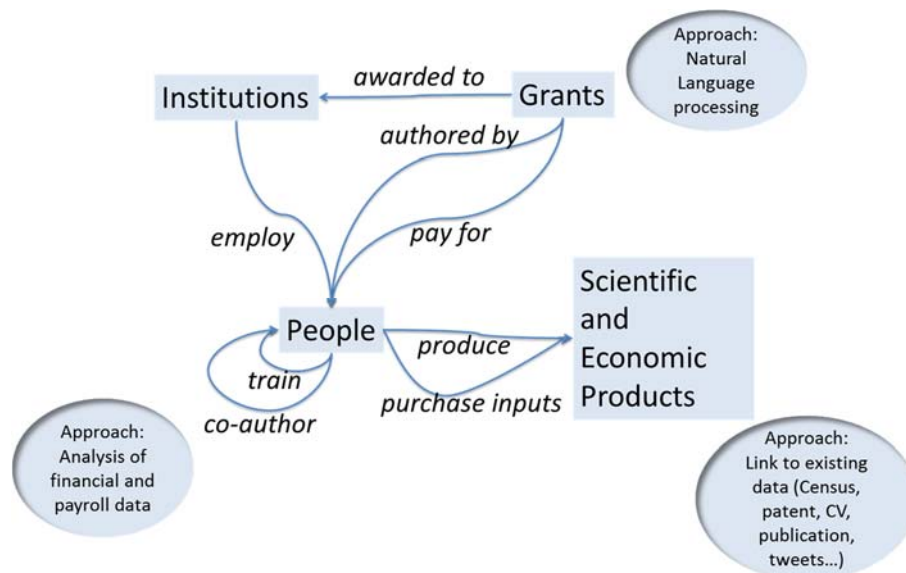 Approach:
Natural
Language
processing
awarded to
Institutions
Grants
authored by
employ
pay for
Scientific
and
Economic
Products
People
produce
train
purchase inputs
co-author
Approach:
Analysis of
financial and
payroll data
Approach:
Link to existing
data (Census,
patent, CV,
publication,
tweets...)